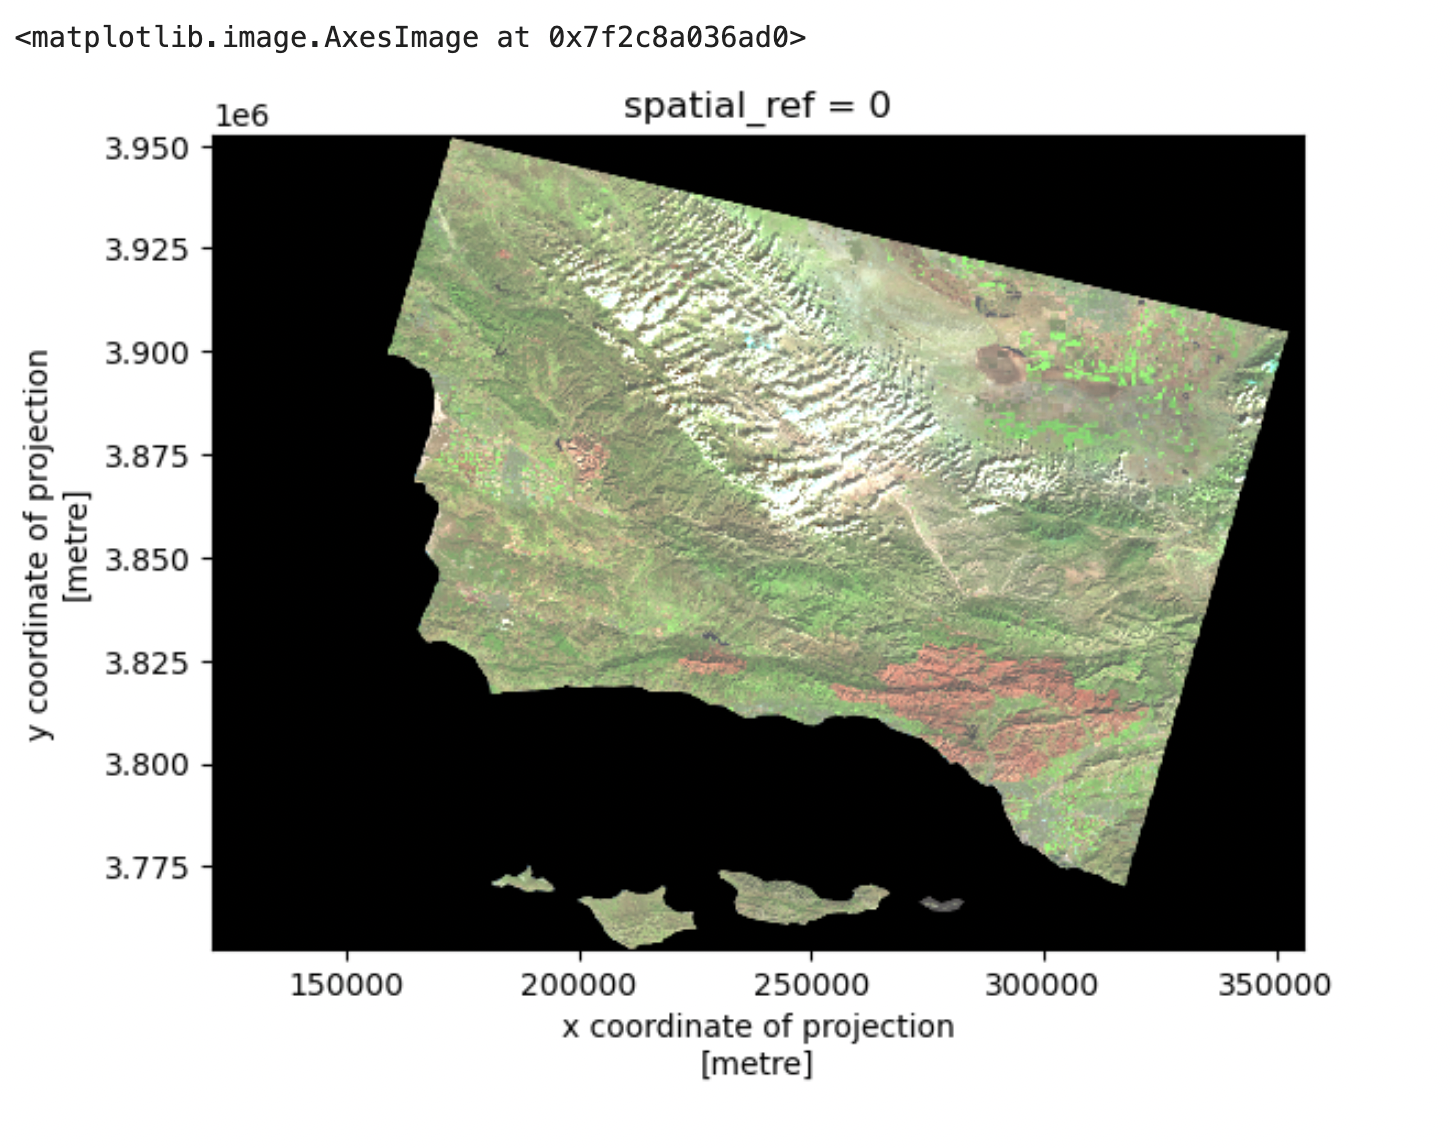 <matplotlib.image.AxesImage at 0x7f2c8a036ad0>
spatial_ref = 0
1e6
3.950
3.925
3.900
3.875
3.850
3.825
3.800
3.775
y coordinate of projection
[metre]
150000 200000 250000 300000 350000
x coordinate of projection
[metre]